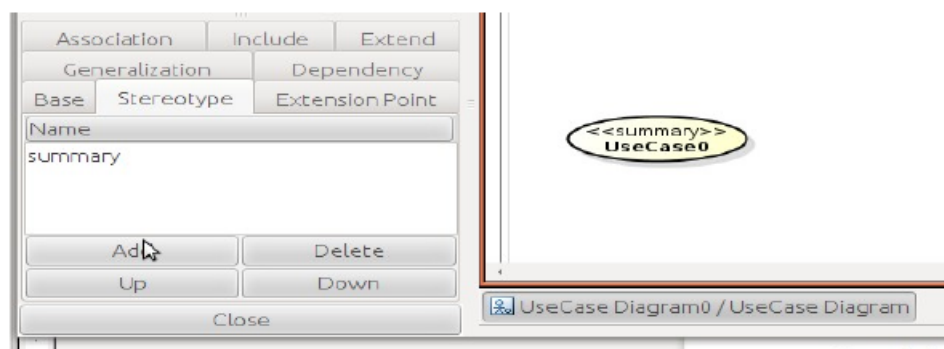 Association Include Extend
Generalization Dependency
Base Stereotype Extension Point
Name
summary
Add Delete
Up Down
Close
<<summary>>
UseCase0
UseCase Diagram0 / UseCase Diagram